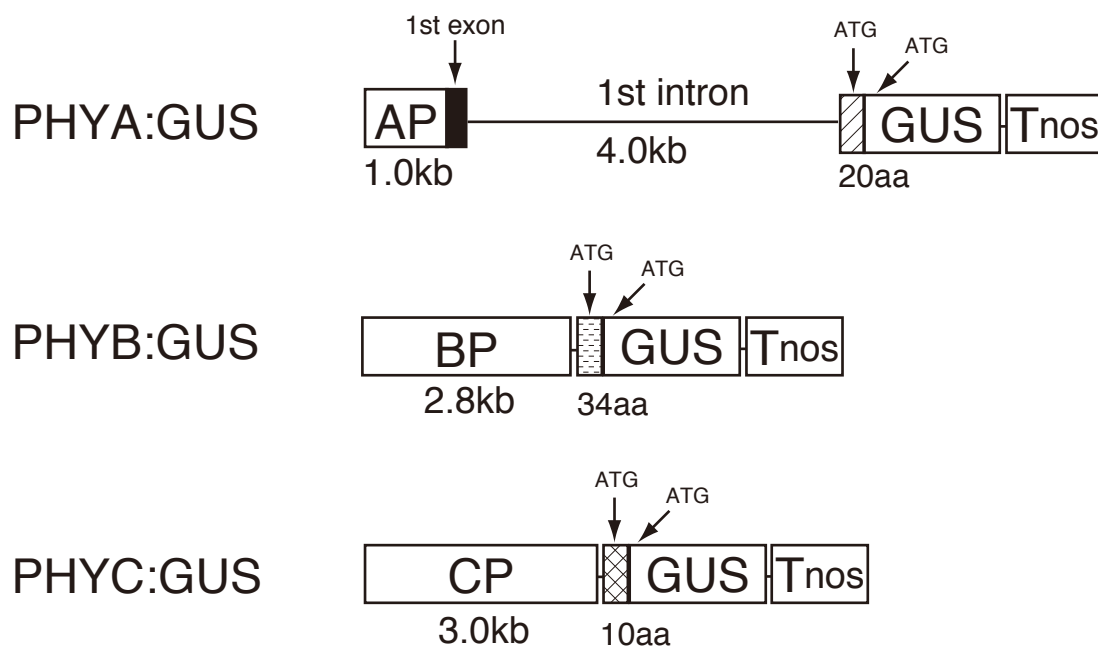 1st exon
ATG
ATG
PHYA:GUS
AP
1st intron
GUS
Tnos
1.0kb
4.0kb
20aa
ATG
ATG
PHYB:GUS
BP
GUS
Tnos
2.8kb
34aa
ATG
ATG
PHYC:GUS
CP
GUS
Tnos
3.0kb
10aa